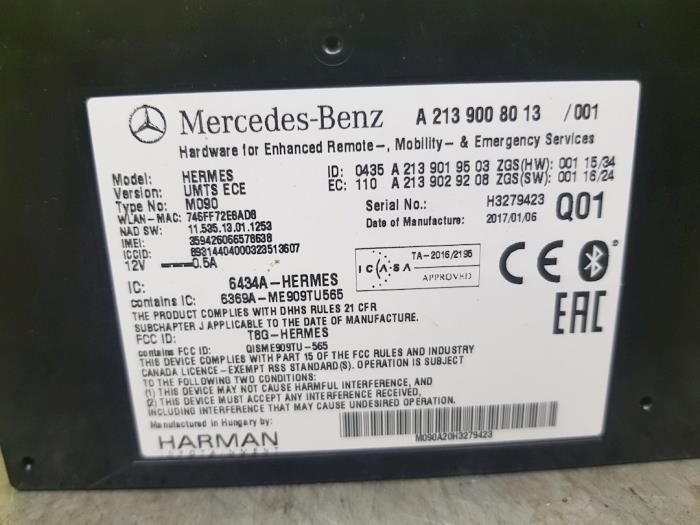 Mercedes-Benz A 213 900 80 13 /001
Hardware for Enhanced Remote-, Mobility- & Emergency Services
Model: HERMES
Version: UMTS ECE
Type No: M090
WLAN-MAC: 746FF72E8AD8
NAD SW: 11.535.13.01.1253
IMEI: 359426066578638
ICCID: 89314404000323513607
12V 0.5A
ID: 0435 A 213 901 95 03 ZGS(HW): 001 15/34
EC: 110 A 213 902 92 08 ZGS(SW): 001 16/24
Serial No.: H3279423
Date of Manufacture: 2017/01/06
Q01
ICASA
TA-2016/2195
APPROVED
CE
IC: 6434A-HERMES
contains IC: 6369A-ME909TU565
THE PRODUCT COMPLIES WITH DHHS RULES 21 CFR
SUBCHAPTER J APPLICABLE TO THE DATE OF MANUFACTURE.
FCC ID: T8G-HERMES
contains FCC ID: QISME909TU-565
THIS DEVICE COMPLIES WITH PART 15 OF THE FCC RULES AND INDUSTRY
CANADA LICENCE-EXEMPT RSS STANDARD(S). OPERATION IS SUBJECT
TO THE FOLLOWING TWO CONDITIONS:
(1) THIS DEVICE MAY NOT CAUSE HARMFUL INTERFERENCE, AND
(2) THIS DEVICE MUST ACCEPT ANY INTERFERENCE RECEIVED,
INCLUDING INTERFERENCE THAT MAY CAUSE UNDESIRED OPERATION.
EAC
Manufactured in Hungary by:
HARMAN
ENTERTAINMENT
M090A20H3279423